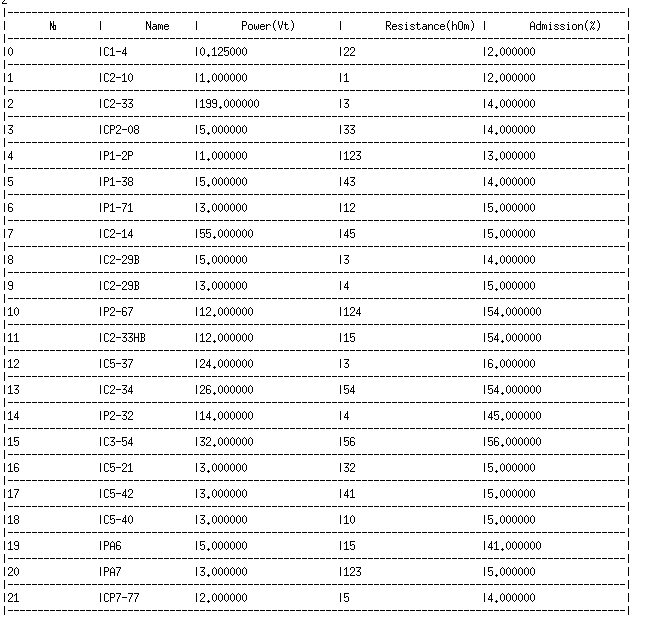 2
| № | Name | Power(Vt) | Resistance(hOm) | Admission(%) |
|0 |C1-4 |0.125000 |22 |2.000000 |
|1 |C2-10 |1.000000 |1 |2.000000 |
|2 |C2-33 |199.000000 |3 |4.000000 |
|3 |CP2-08 |5.000000 |33 |4.000000 |
|4 |P1-2P |1.000000 |123 |3.000000 |
|5 |P1-38 |5.000000 |43 |4.000000 |
|6 |P1-71 |3.000000 |12 |5.000000 |
|7 |C2-14 |55.000000 |45 |5.000000 |
|8 |C2-29B |5.000000 |3 |4.000000 |
|9 |C2-29B |3.000000 |4 |5.000000 |
|10 |P2-67 |12.000000 |124 |54.000000 |
|11 |C2-33HB |12.000000 |15 |54.000000 |
|12 |C5-37 |24.000000 |3 |6.000000 |
|13 |C2-34 |26.000000 |54 |54.000000 |
|14 |P2-32 |14.000000 |4 |45.000000 |
|15 |C3-54 |32.000000 |56 |56.000000 |
|16 |C5-21 |3.000000 |32 |5.000000 |
|17 |C5-42 |3.000000 |41 |5.000000 |
|18 |C5-40 |3.000000 |10 |5.000000 |
|19 |PA6 |5.000000 |15 |41.000000 |
|20 |PA7 |3.000000 |123 |5.000000 |
|21 |CP7-77 |2.000000 |5 |4.000000 |